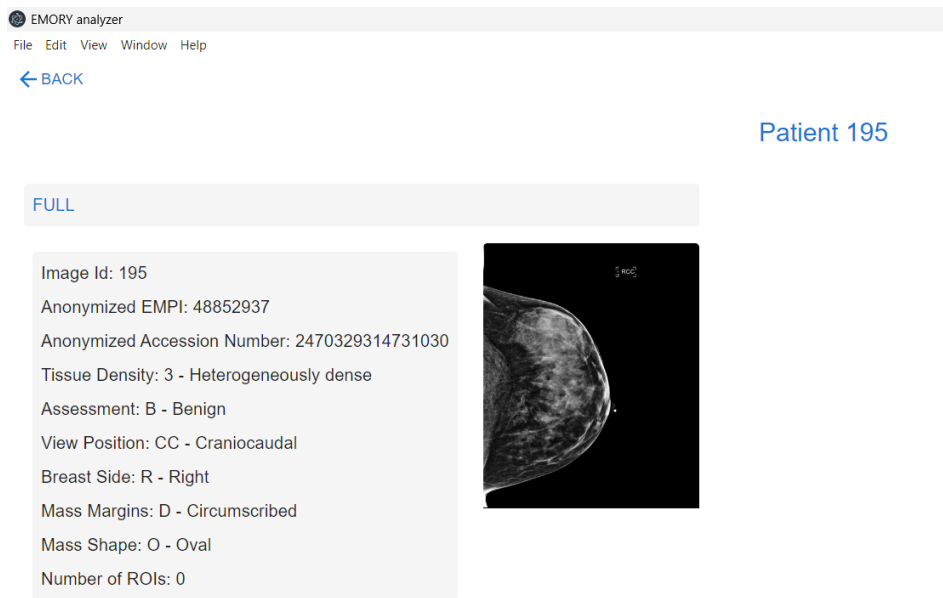 EMORY analyzer
File Edit View Window Help
BACK
Patient 195
FULL
Image Id: 195
Anonymized EMPI: 48852937
Anonymized Accession Number: 2470329314731030
Tissue Density: 3 - Heterogeneously dense
Assessment: B - Benign
View Position: CC - Craniocaudal
Breast Side: R - Right
Mass Margins: D - Circumscribed
Mass Shape: O - Oval
Number of ROIs: 0
RCC